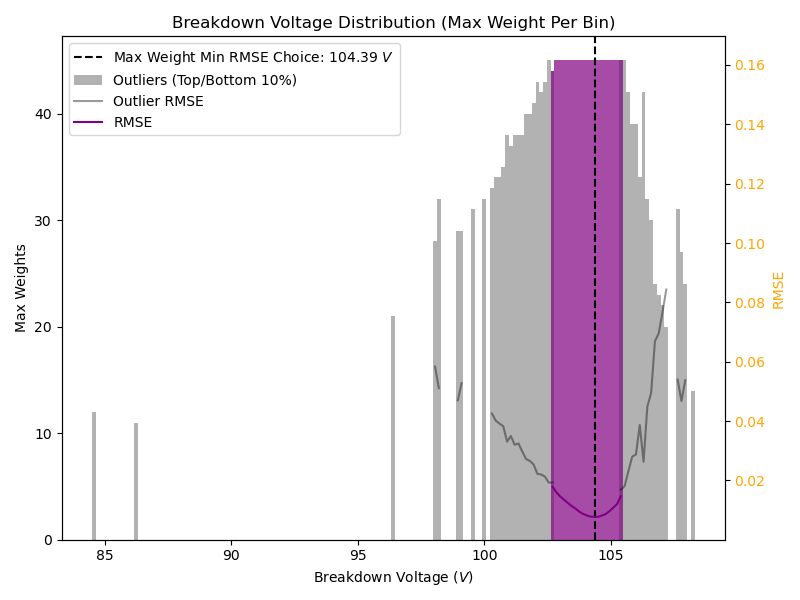 Breakdown Voltage Distribution (Max Weight Per Bin)
Max Weight Min RMSE Choice: 104.39 V
Outliers (Top/Bottom 10%)
Outlier RMSE
RMSE
Max Weights
0
10
20
30
40
85
90
95
100
105
Breakdown Voltage (V)
0.16
0.14
0.12
0.10
0.08
0.06
0.04
0.02
RMSE